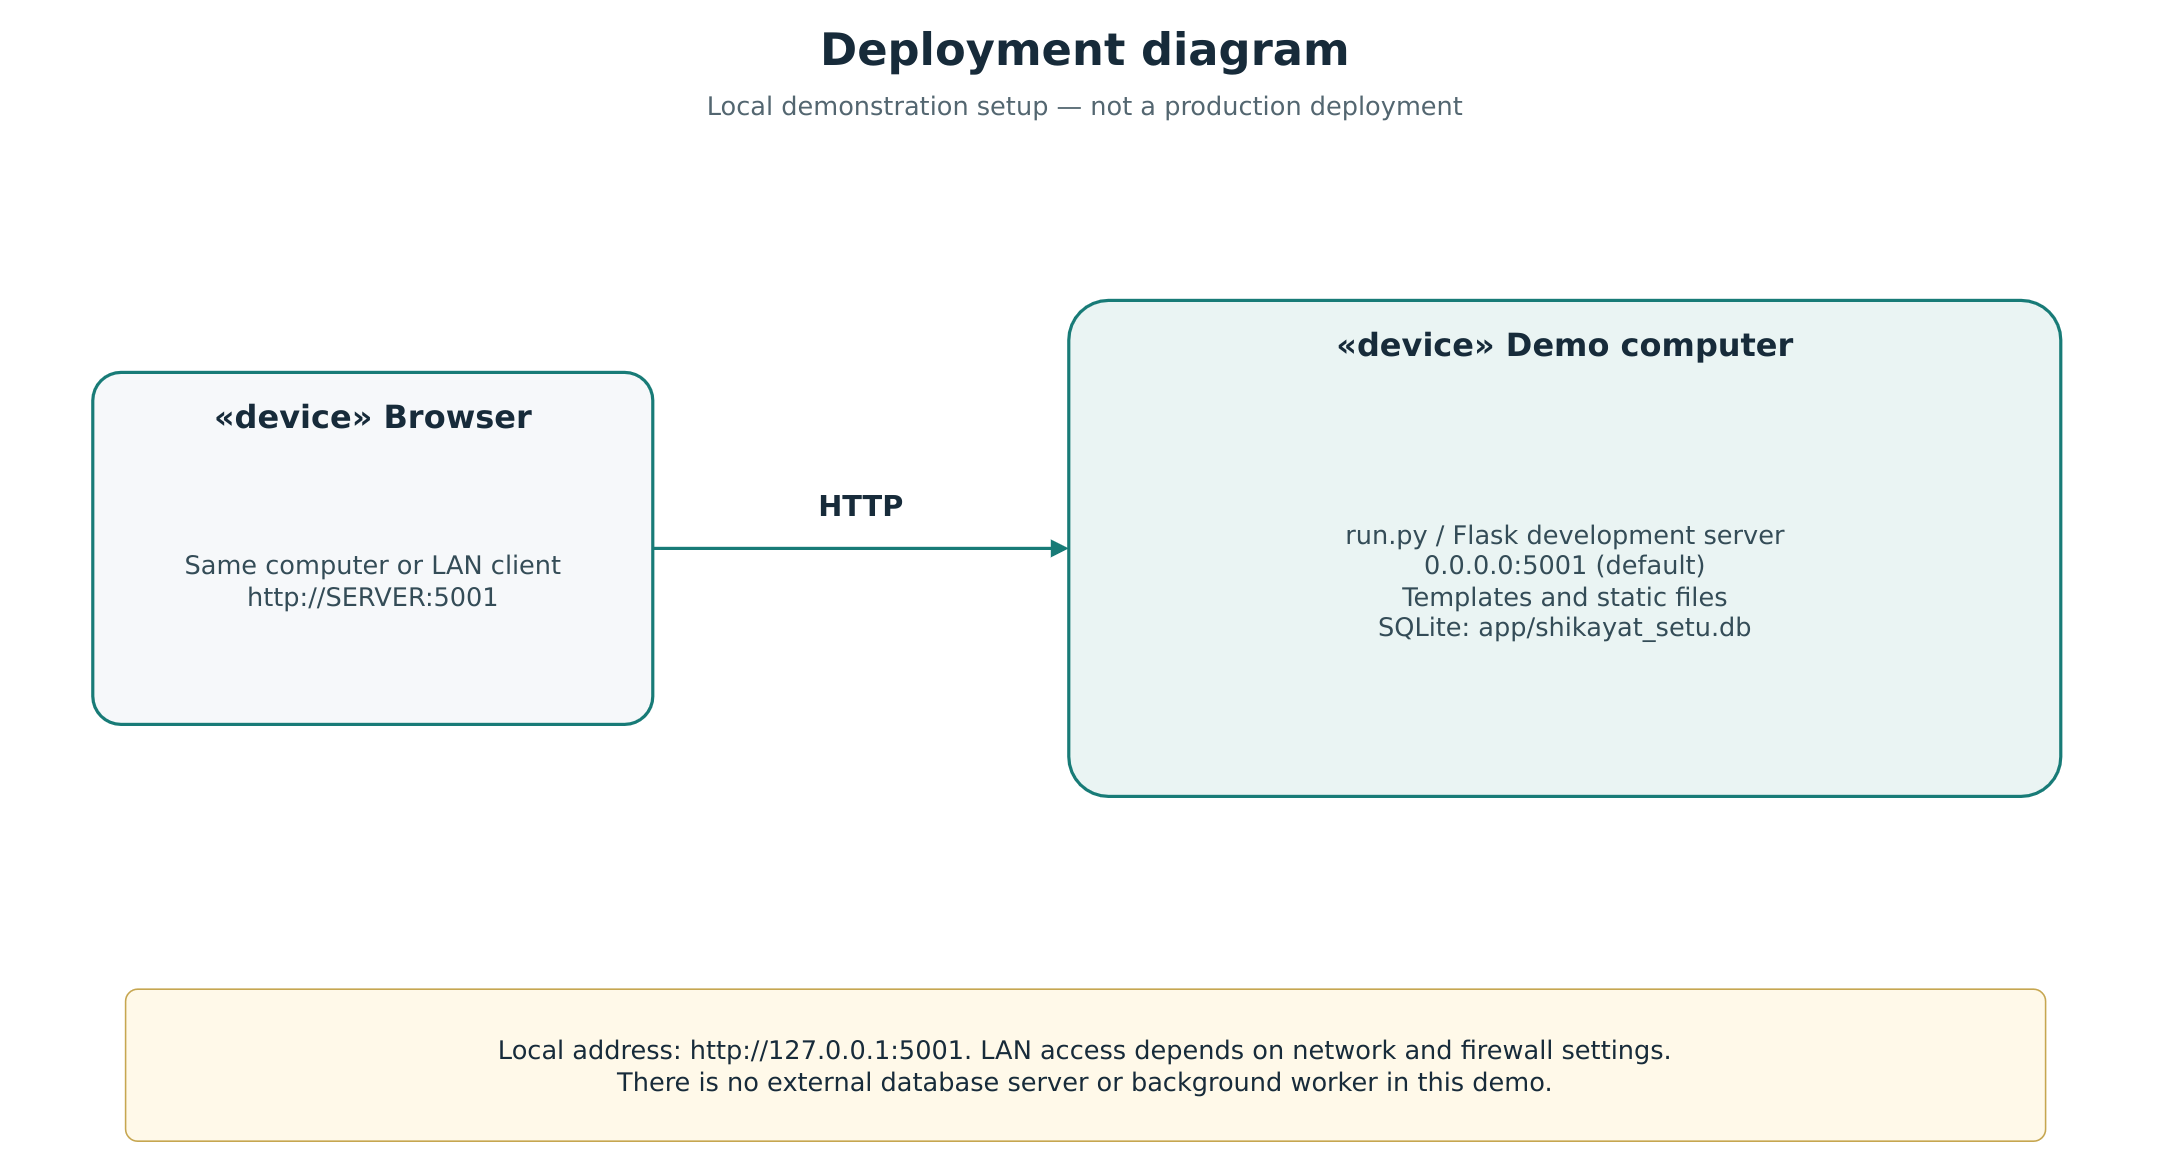 Deployment diagram
Local demonstration setup — not a production deployment
«device» Browser
Same computer or LAN client
http://SERVER:5001
HTTP
«device» Demo computer
run.py / Flask development server
0.0.0.0:5001 (default)
Templates and static files
SQLite: app/shikayat_setu.db
Local address: http://127.0.0.1:5001. LAN access depends on network and firewall settings.
There is no external database server or background worker in this demo.